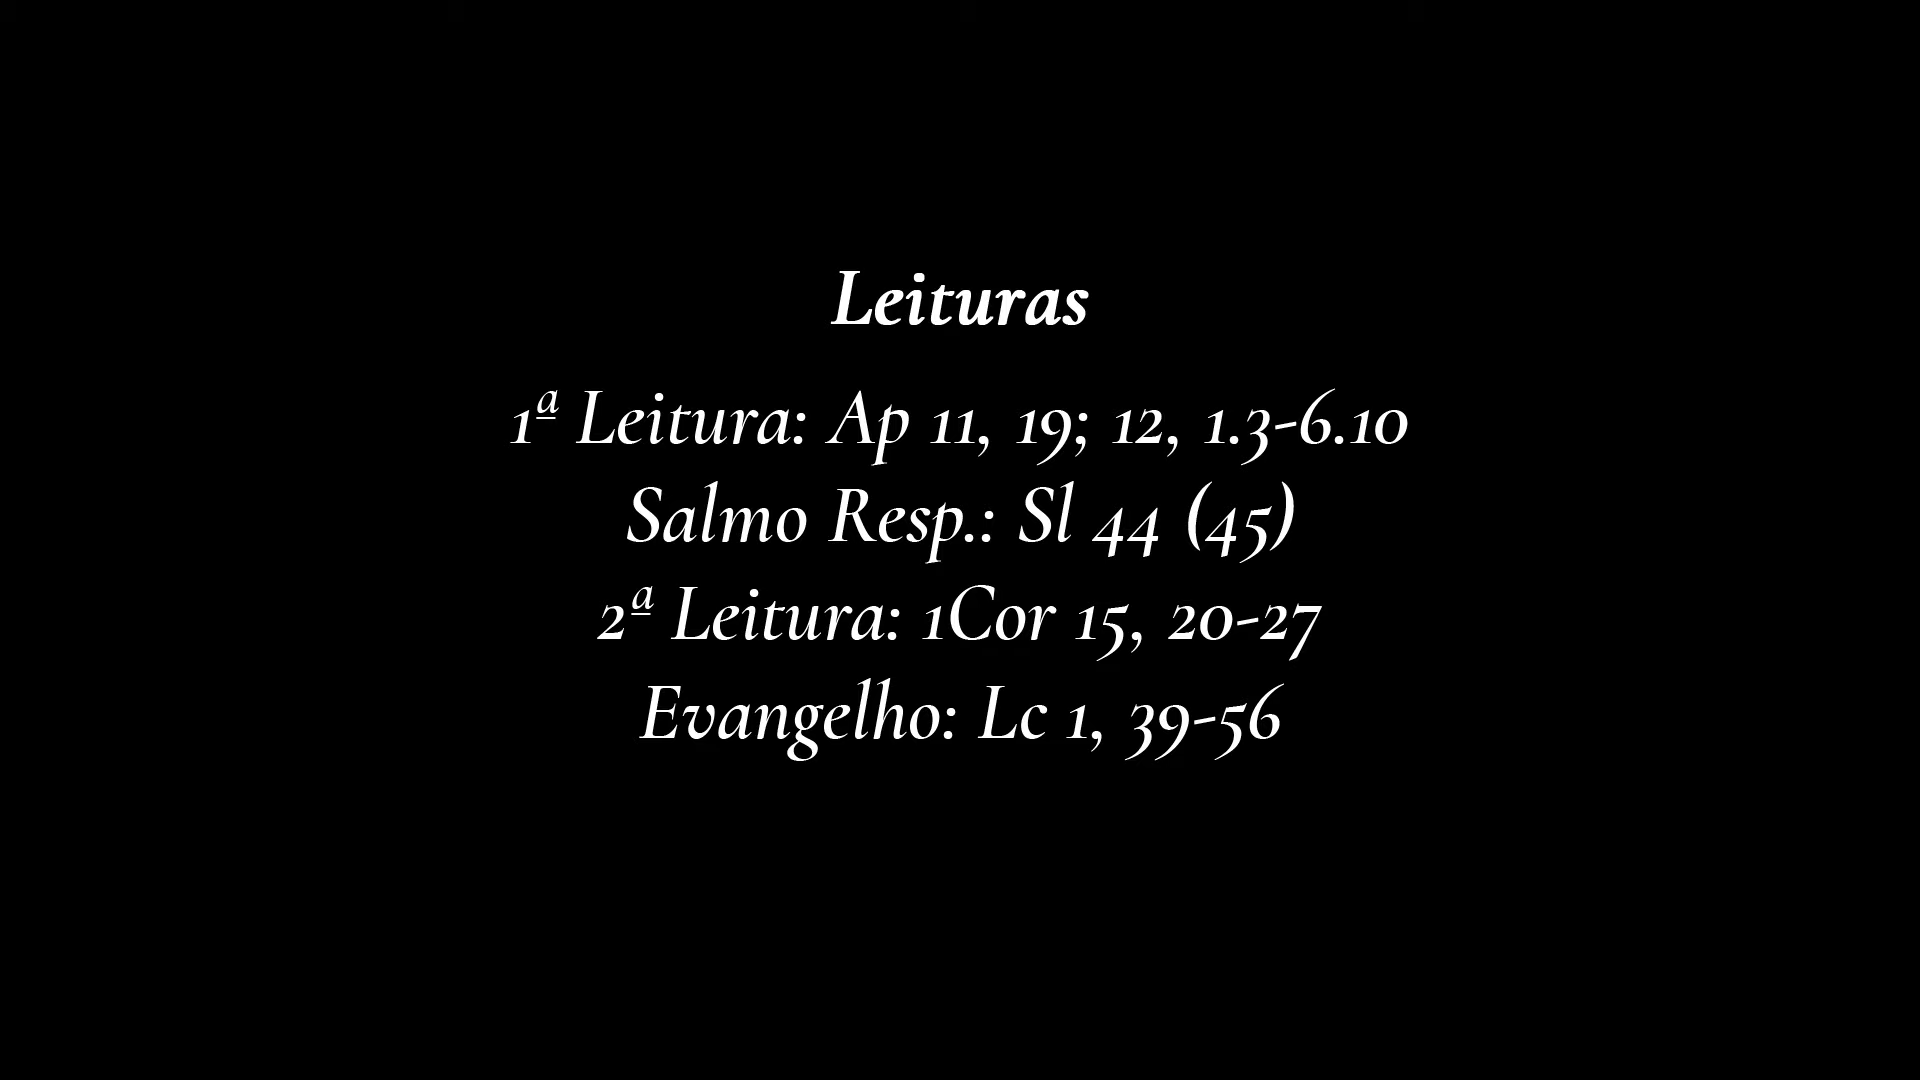 Leituras
1ª Leitura: Ap 11, 19; 12, 1.3-6.10
Salmo Resp.: Sl 44 (45)
2ª Leitura: 1Cor 15, 20-27
Evangelho: Lc 1, 39-56